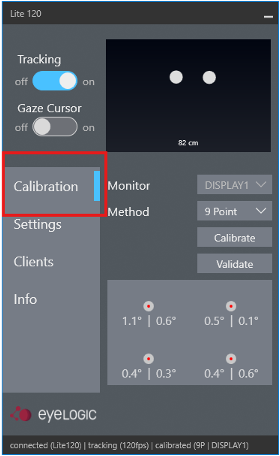 Lite 120
Tracking
off on
Gaze Cursor
off on
82 cm
Calibration
Settings
Clients
Info
Monitor DISPLAY1
Method 9 Point
Calibrate
Validate
1.1° | 0.6° 0.5° | 0.1°
0.4° | 0.3° 0.4° | 0.6°
eyeLOGIC
connected (Lite120) | tracking (120fps) | calibrated (9P | DISPLAY1)